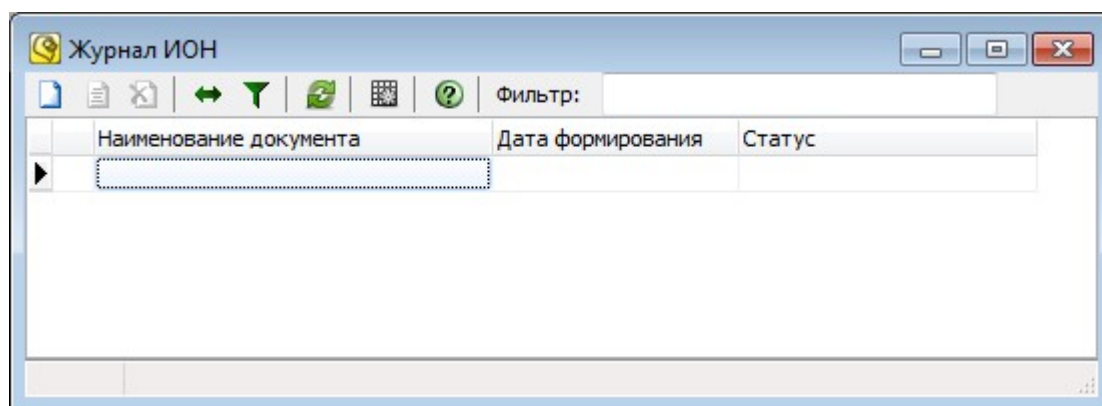 Журнал ИОН
Фильтр:
Наименование документа Дата формирования Статус